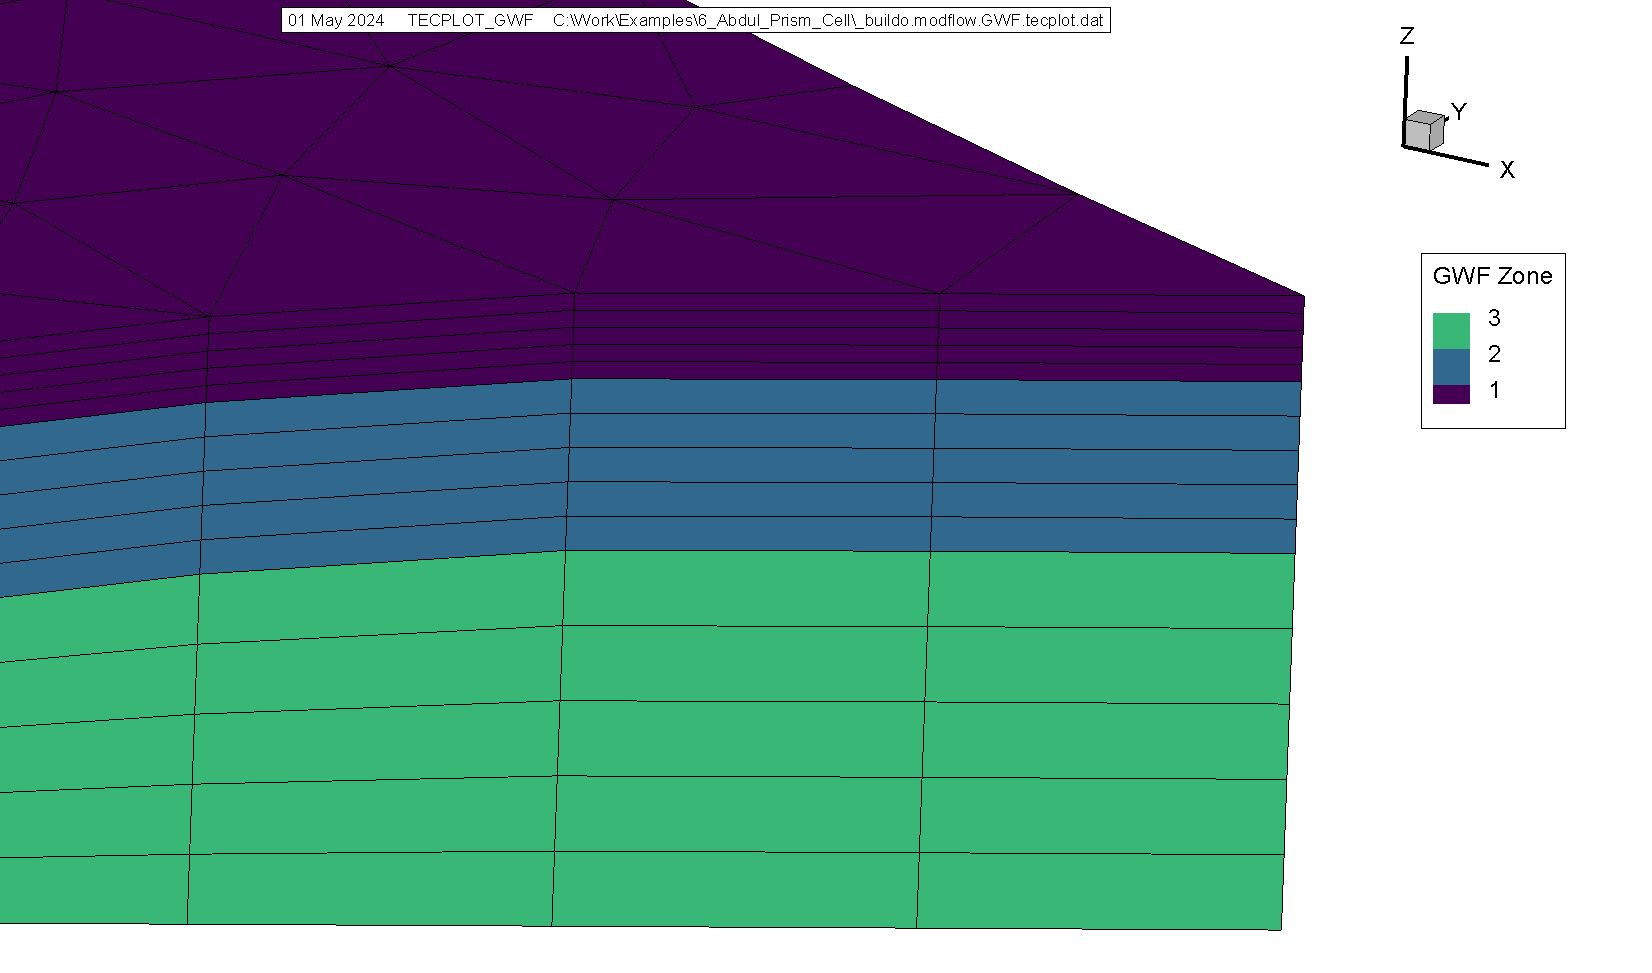 01 May 2024 TECPLOT_GWF C:\Work\Examples\6_Abdul_Prism_Cell\_buildo.modflow.GWF.tecplot.dat
Z
Y
X
GWF Zone
3
2
1